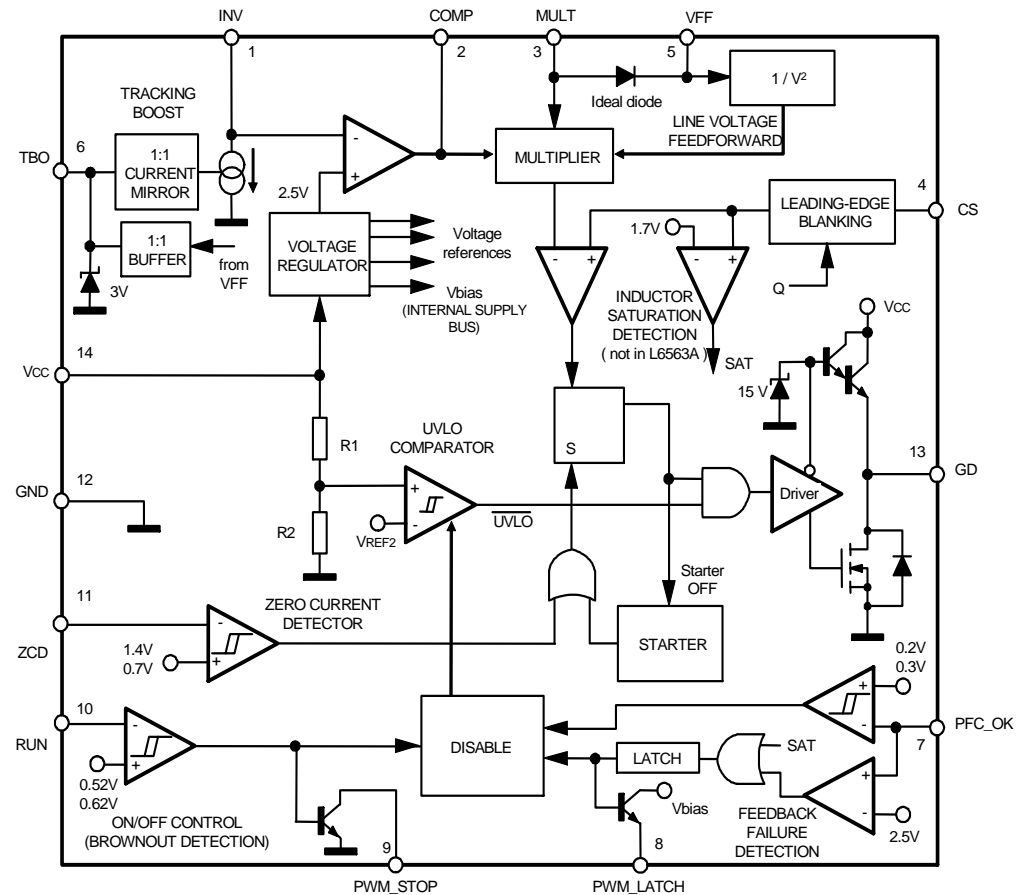 INV
COMP
MULT
VFF
1
2
3
5
1 / V²
Ideal diode
TRACKING
BOOST
LINE VOLTAGE
FEEDFORWARD
TBO
6
1:1
CURRENT
MIRROR
-
+
MULTIPLIER
2.5V
4
CS
LEADING-EDGE
BLANKING
1:1
BUFFER
from
VFF
3V
VOLTAGE
REGULATOR
Voltage
references
Vbias
(INTERNAL SUPPLY
BUS)
1.7V
- +
- +
Q
INDUCTOR
SATURATION
DETECTION
( not in L6563A )
SAT
Vcc
14
Vcc
15 V
R1
UVLO
COMPARATOR
S
13
GD
GND
12
R2
+
-
VREF2
UVLO
Driver
Starter
OFF
11
ZCD
ZERO CURRENT
DETECTOR
-
+
1.4V
0.7V
STARTER
0.2V
0.3V
+
-
10
RUN
-
+
0.52V
0.62V
DISABLE
7
PFC_OK
LATCH
SAT
+
-
2.5V
Vbias
ON/OFF CONTROL
(BROWNOUT DETECTION)
FEEDBACK
FAILURE
DETECTION
9
8
PWM_STOP
PWM_LATCH